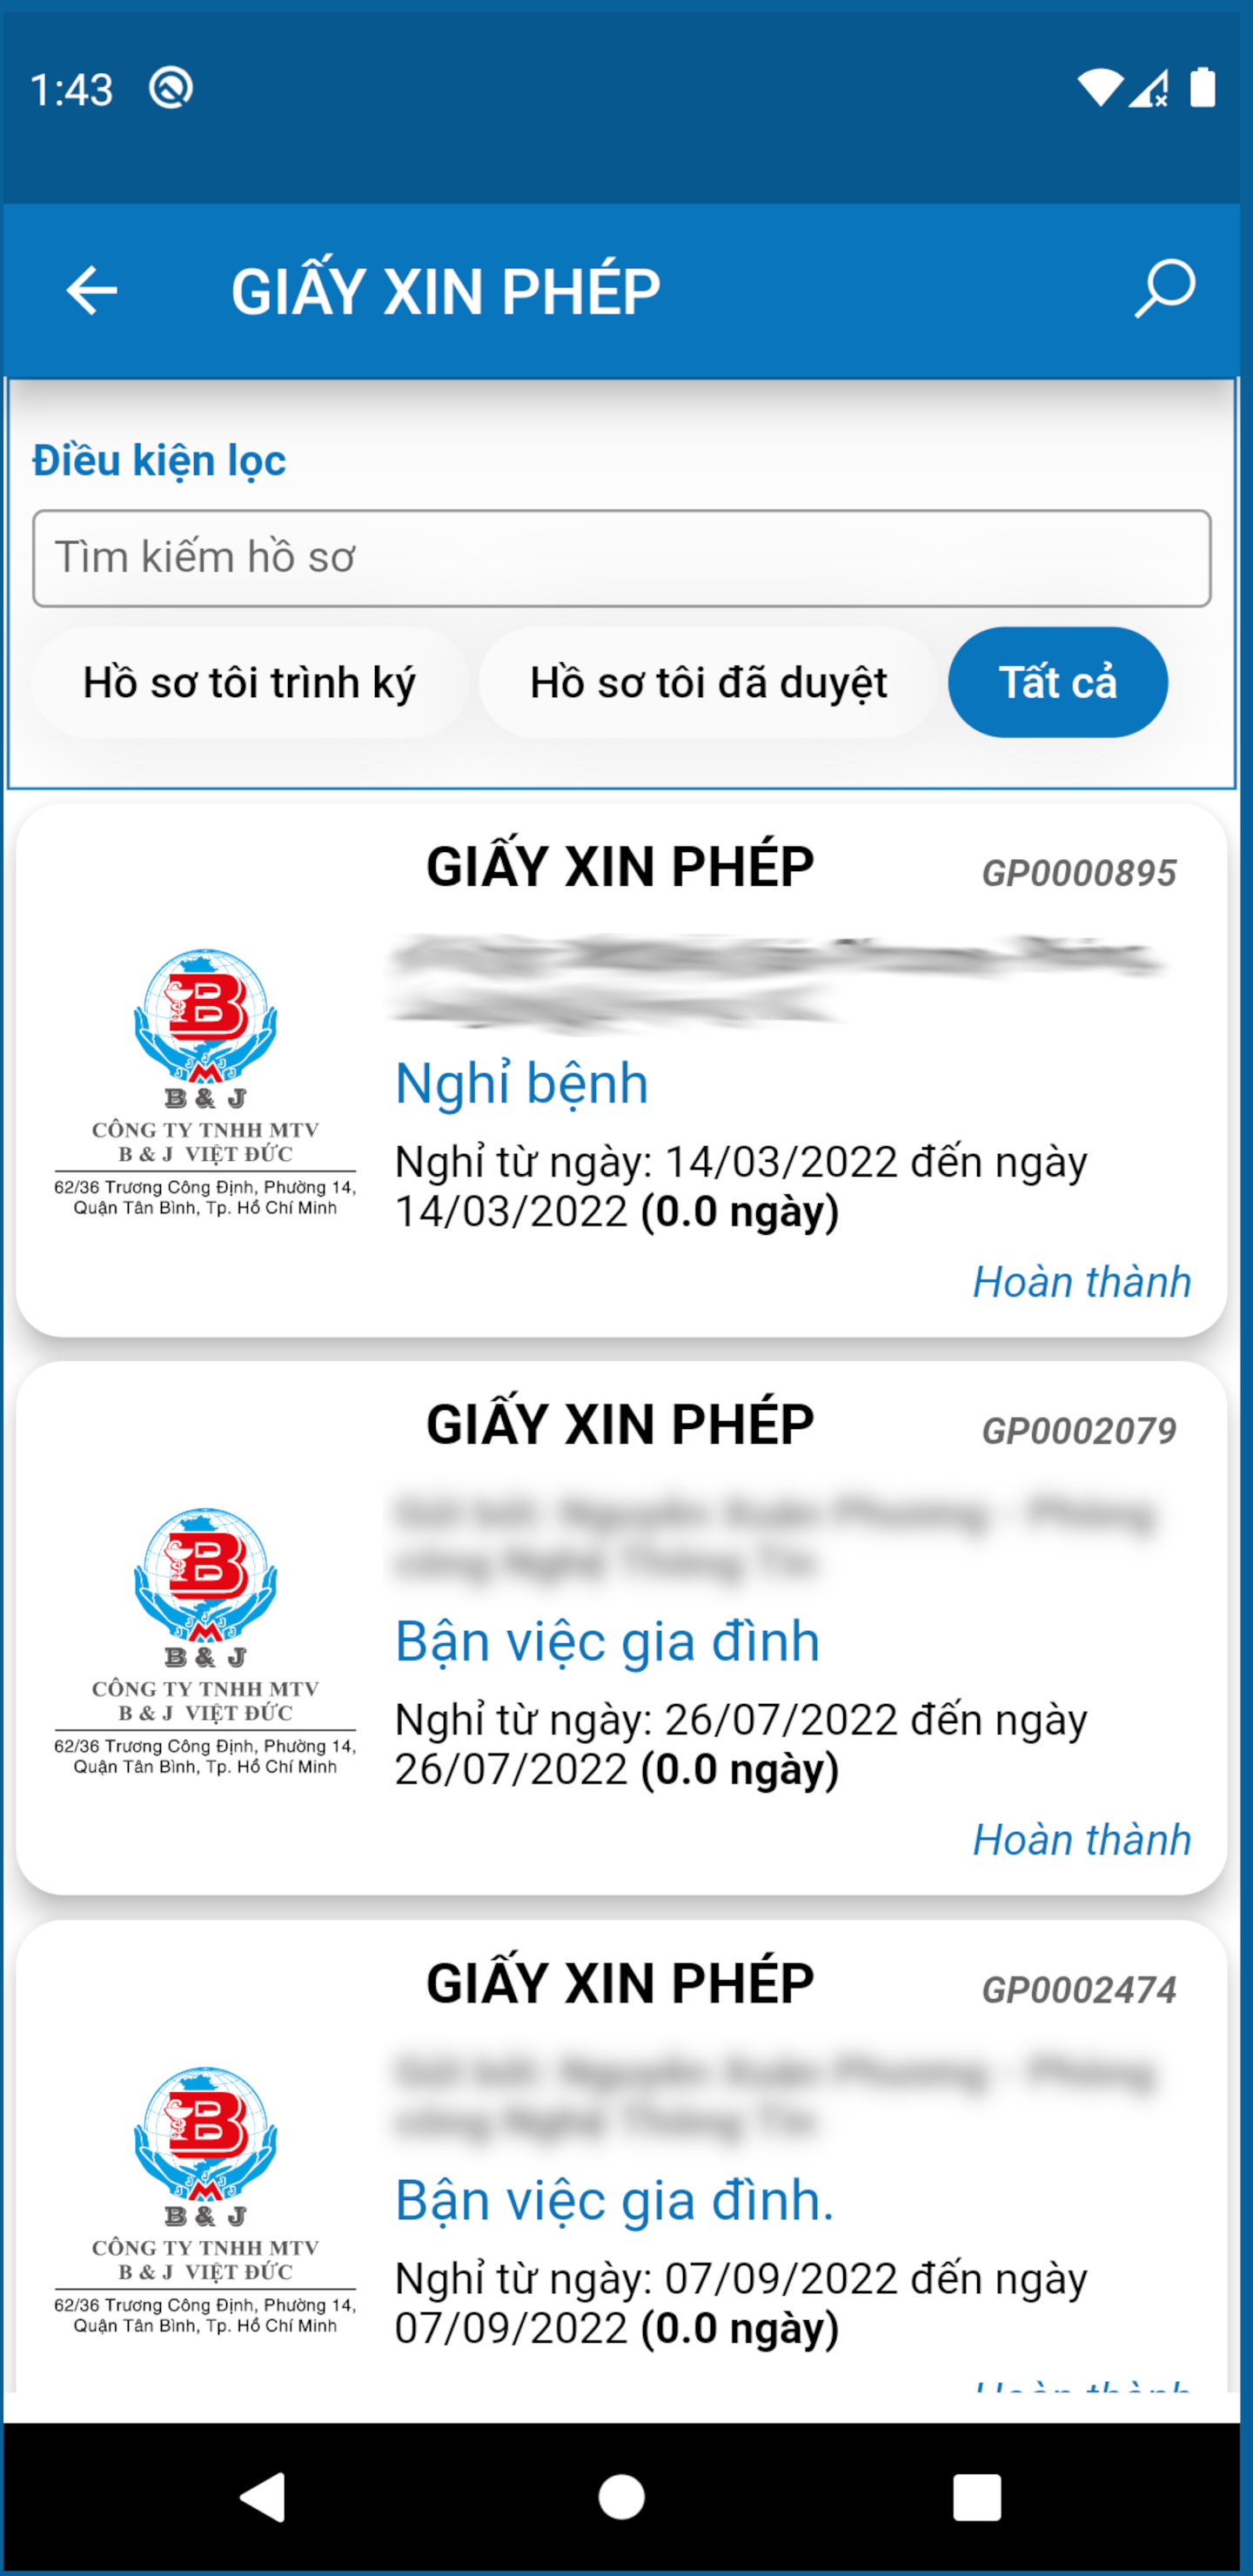 1:43
GIẤY XIN PHÉP
Điều kiện lọc
Tìm kiếm hồ sơ
Hồ sơ tôi trình ký
Hồ sơ tôi đã duyệt
Tất cả
GIẤY XIN PHÉP
GP0000895
B & J
CÔNG TY TNHH MTV
B & J VIỆT ĐỨC
62/36 Trương Công Định, Phường 14,
Quận Tân Bình, Tp. Hồ Chí Minh
Nghỉ bệnh
Nghỉ từ ngày: 14/03/2022 đến ngày
14/03/2022 (0.0 ngày)
Hoàn thành
GIẤY XIN PHÉP
GP0002079
B & J
CÔNG TY TNHH MTV
B & J VIỆT ĐỨC
62/36 Trương Công Định, Phường 14,
Quận Tân Bình, Tp. Hồ Chí Minh
Bận việc gia đình
Nghỉ từ ngày: 26/07/2022 đến ngày
26/07/2022 (0.0 ngày)
Hoàn thành
GIẤY XIN PHÉP
GP0002474
B & J
CÔNG TY TNHH MTV
B & J VIỆT ĐỨC
62/36 Trương Công Định, Phường 14,
Quận Tân Bình, Tp. Hồ Chí Minh
Bận việc gia đình.
Nghỉ từ ngày: 07/09/2022 đến ngày
07/09/2022 (0.0 ngày)